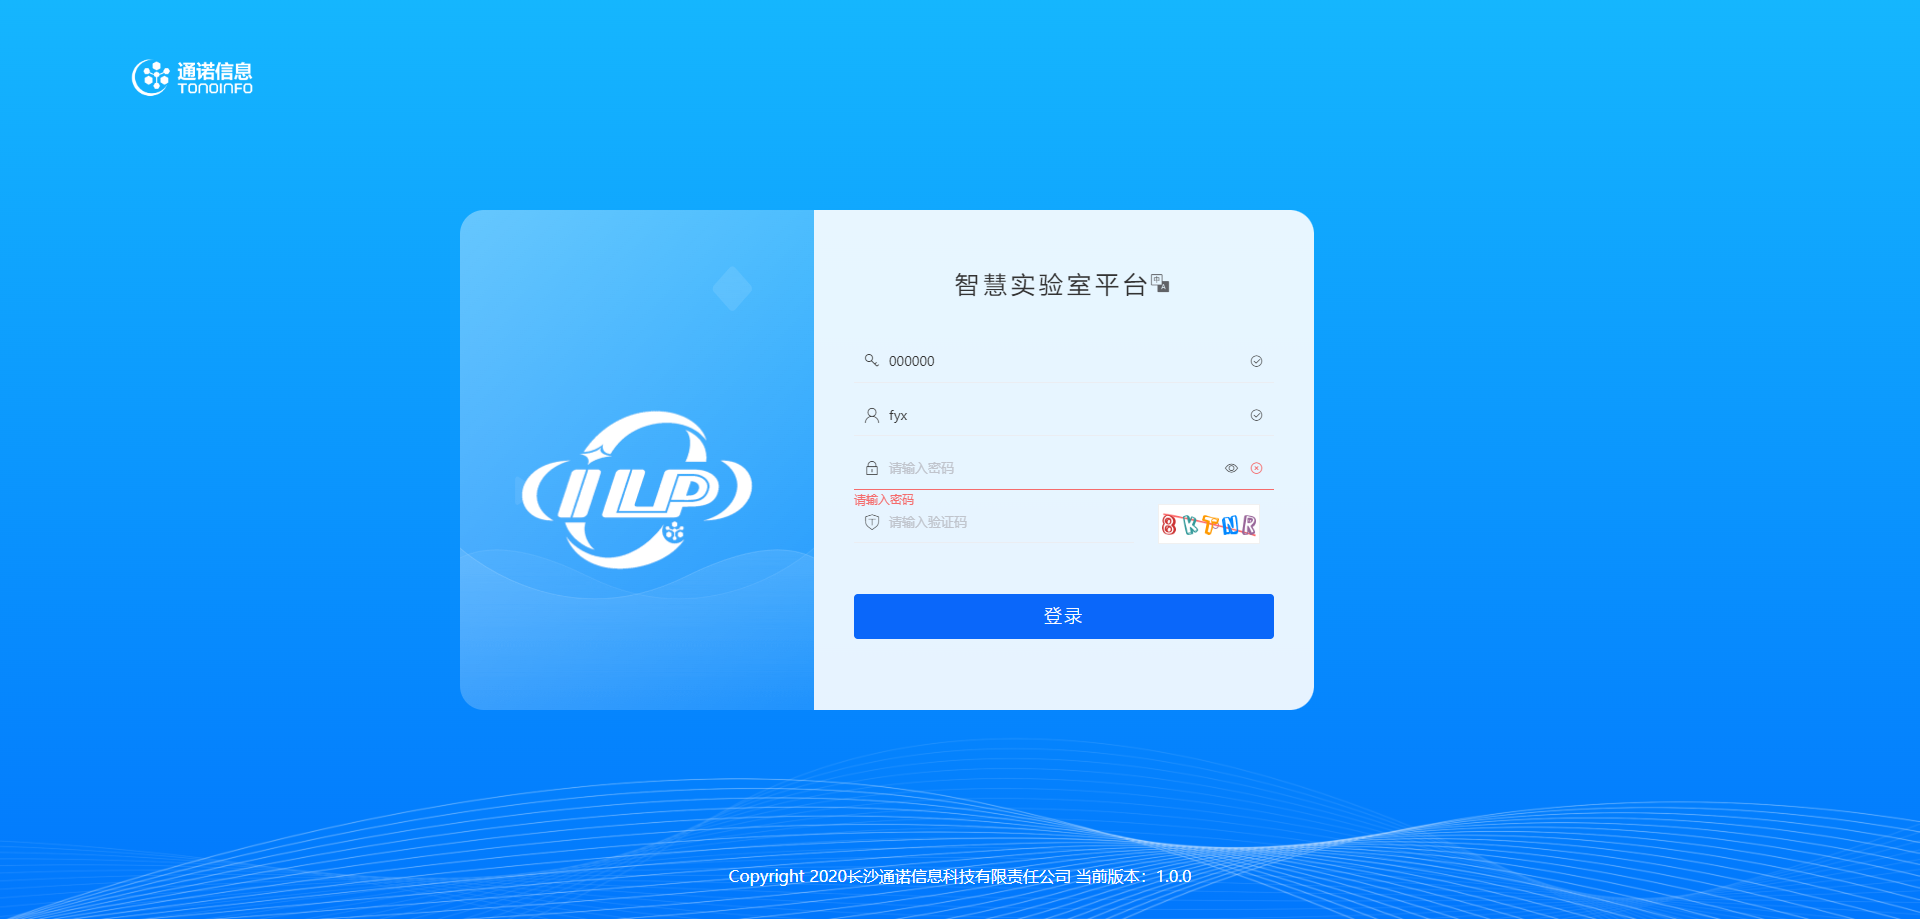 通诺信息
TONOINFO
智慧实验室平台
000000
fyx
ILP
请输入密码
请输入密码
请输入验证码
8KTNR
登录
Copyright 2020长沙通诺信息科技有限责任公司 当前版本：1.0.0